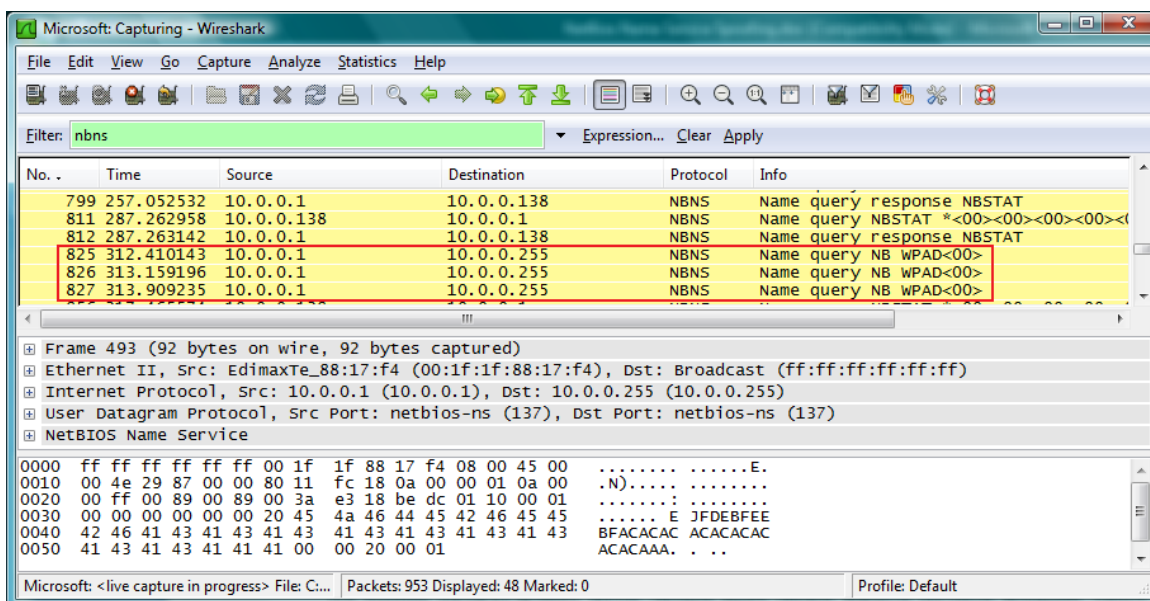 Microsoft: Capturing - Wireshark
File Edit View Go Capture Analyze Statistics Help
Filter: nbns Expression... Clear Apply
No. . Time Source Destination Protocol Info
799 257.052532 10.0.0.1 10.0.0.138 NBNS Name query response NBSTAT
811 287.262958 10.0.0.138 10.0.0.1 NBNS Name query NBSTAT *<00><00><00><00><0
812 287.263142 10.0.0.1 10.0.0.138 NBNS Name query response NBSTAT
825 312.410143 10.0.0.1 10.0.0.255 NBNS Name query NB WPAD<00>
826 313.159196 10.0.0.1 10.0.0.255 NBNS Name query NB WPAD<00>
827 313.909235 10.0.0.1 10.0.0.255 NBNS Name query NB WPAD<00>
Frame 493 (92 bytes on wire, 92 bytes captured)
Ethernet II, Src: EdimaxTe_88:17:f4 (00:1f:1f:88:17:f4), Dst: Broadcast (ff:ff:ff:ff:ff:ff)
Internet Protocol, Src: 10.0.0.1 (10.0.0.1), Dst: 10.0.0.255 (10.0.0.255)
User Datagram Protocol, Src Port: netbios-ns (137), Dst Port: netbios-ns (137)
NetBIOS Name Service
0000 ff ff ff ff ff ff 00 1f 1f 88 17 f4 08 00 45 00 ........ ......E.
0010 00 4e 29 87 00 00 80 11 fc 18 0a 00 00 01 0a 00 .N)..... ........
0020 00 ff 00 89 00 89 00 3a e3 18 be dc 01 10 00 01 .......: ........
0030 00 00 00 00 00 00 20 45 4a 46 44 45 42 46 45 45 ...... E JFDEBFEE
0040 42 46 41 43 41 43 41 43 41 43 41 43 41 43 41 43 BFACACAC ACACACAC
0050 41 43 41 43 41 41 41 00 00 20 00 01 ACACAAA. . ..
Microsoft: <live capture in progress> File: C:... Packets: 953 Displayed: 48 Marked: 0 Profile: Default